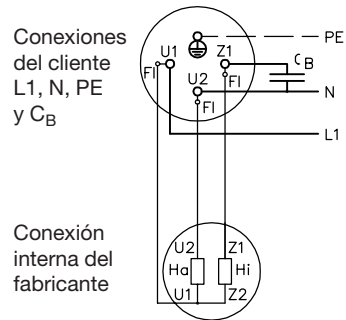 Conexiones
del cliente
L1, N, PE
y CB
PE
U1
Z1
FI
FI
CB
U2
N
FI
L1
Conexión
interna del
fabricante
U2
Z1
Ha
Hi
U1
Z2